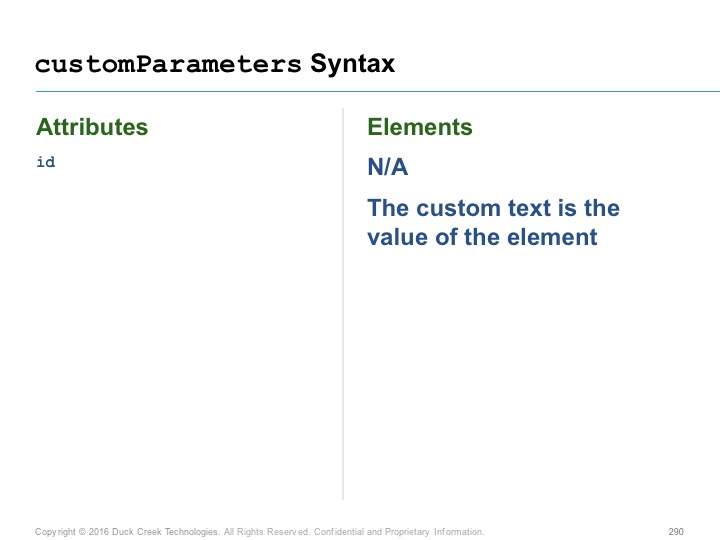 customParameters Syntax
Attributes
id
Elements
N/A
The custom text is the
value of the element
Copyright © 2016 Duck Creek Technologies. All Rights Reserved. Confidential and Proprietary Information.
290